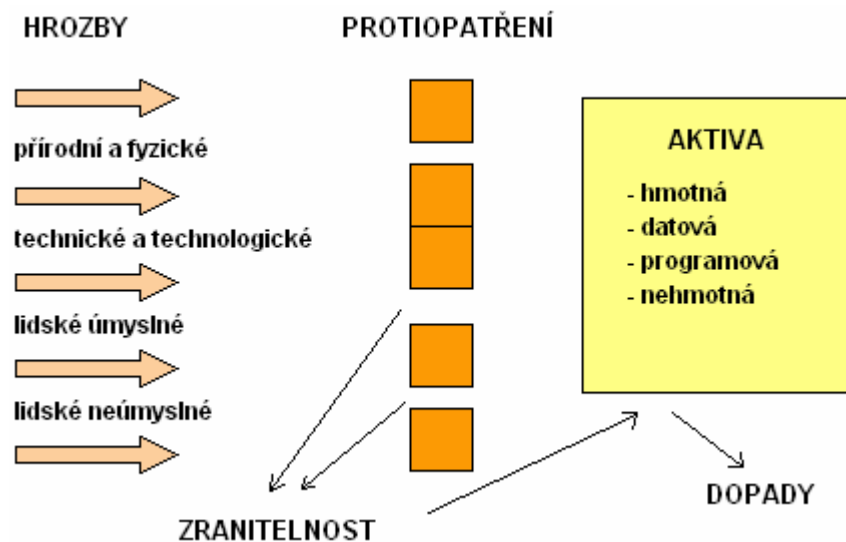 HROZBY
PROTIOPATŘENÍ
přírodní a fyzické
technické a technologické
lidské úmyslné
lidské neúmyslné
AKTIVA
- hmotná
- datová
- programová
- nehmotná
ZRANITELNOST
DOPADY